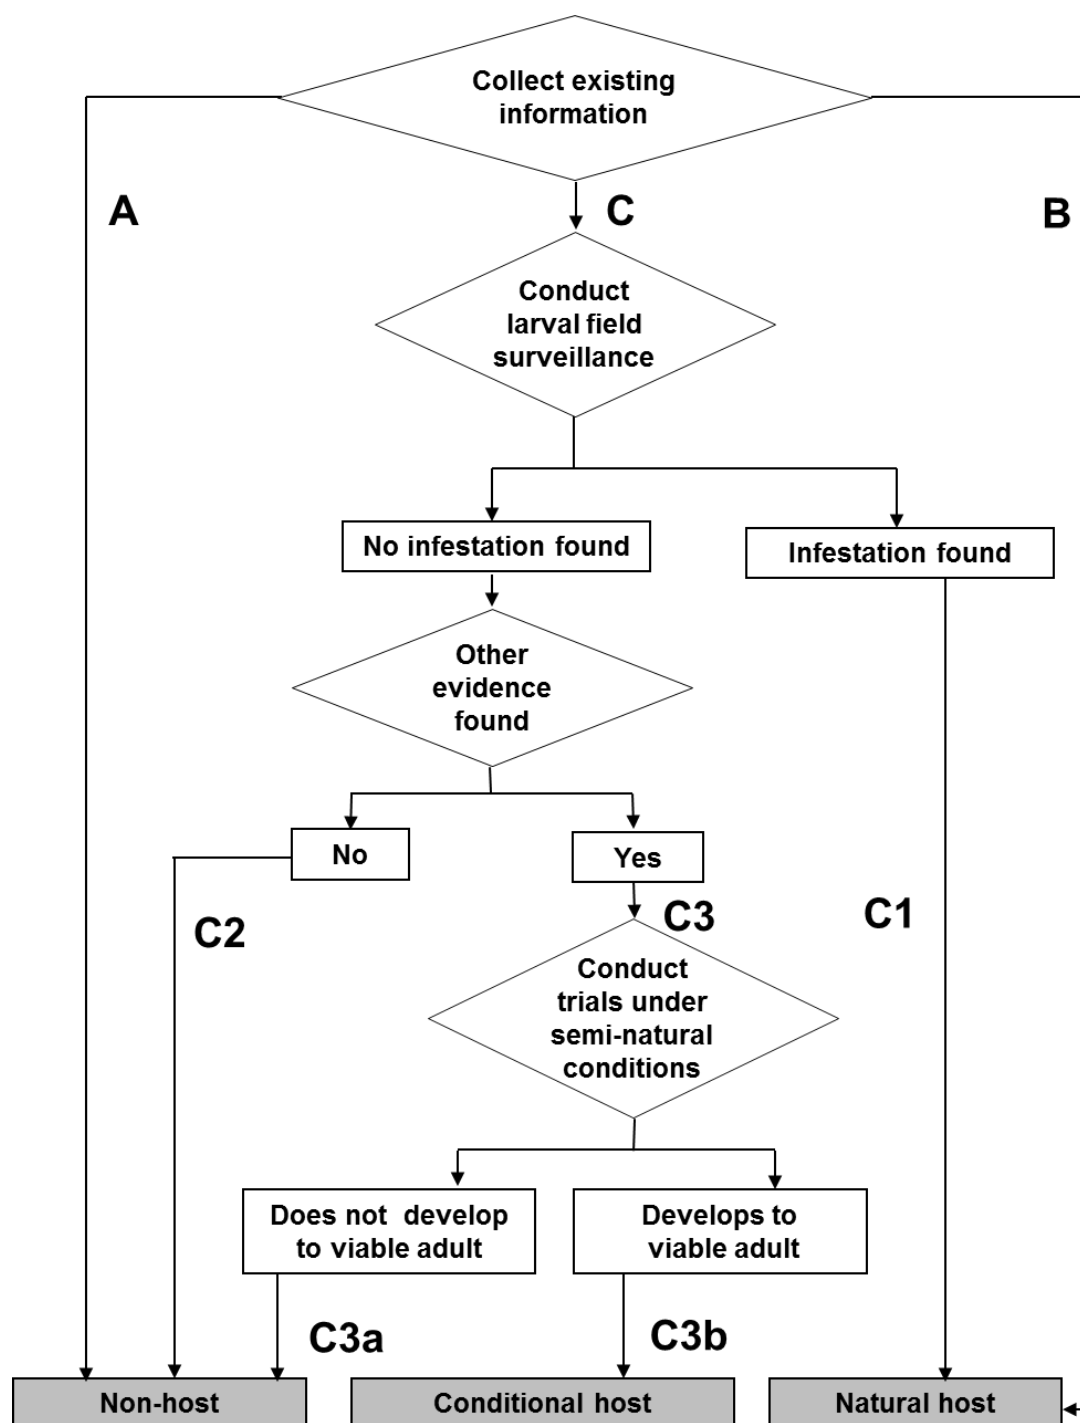 Collect existing
information
A
C
B
Conduct
larval field
surveillance
No infestation found
Infestation found
Other
evidence
found
No
Yes
C2
C3
C1
Conduct
trials under
semi-natural
conditions
Does not develop
to viable adult
Develops to
viable adult
C3a
C3b
Non-host
Conditional host
Natural host